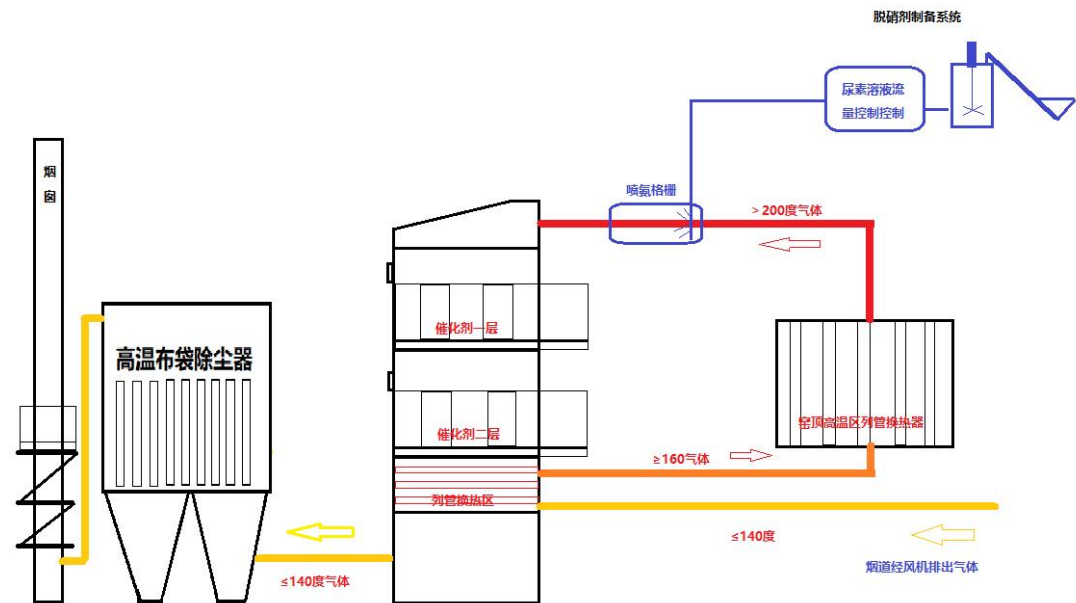 脱硝剂制备系统
尿素溶液流
量控制控制
烟
囱
喷氨格栅
＞200度气体
高温布袋除尘器
催化剂一层
窑顶高温区列管换热器
催化剂二层
≥160气体
列管换热区
≤140度
烟道经风机排出气体
≤140度气体